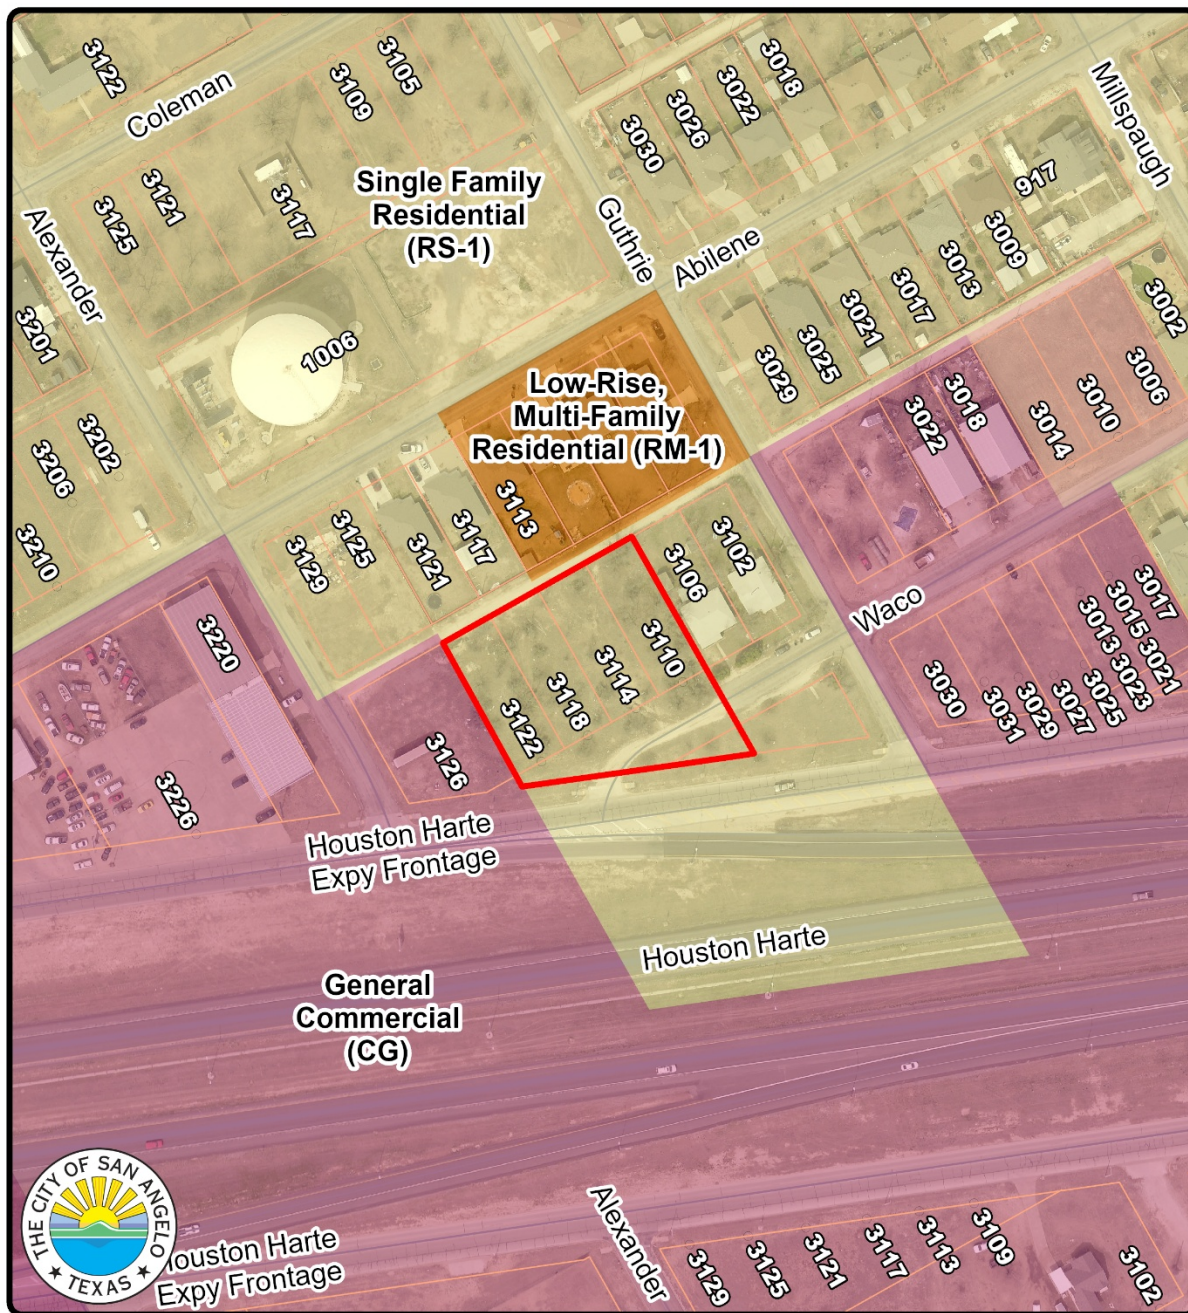 3122
Coleman
3109
3105
3018
3022
3026
3030
Millspaugh
917
3009
3013
3017
3021
3025
3029
3002
3006
3010
3014
Alexander
3125
3121
3117
Single Family
Residential
(RS-1)
Guthrie
Abilene
3201
1006
3202
3206
3210
Low-Rise,
Multi-Family
Residential (RM-1)
3113
3117
3121
3125
3129
3018
3022
3102
3106
3110
3114
3118
3122
3126
3220
3226
Waco
3017
3015
3013
3021
3023
3025
3027
3029
3031
3030
Houston Harte
Expy Frontage
Houston Harte
General
Commercial
(CG)
THE CITY OF SAN ANGELO
TEXAS
Houston Harte
Expy Frontage
Alexander
3129
3125
3121
3117
3113
3109
3102